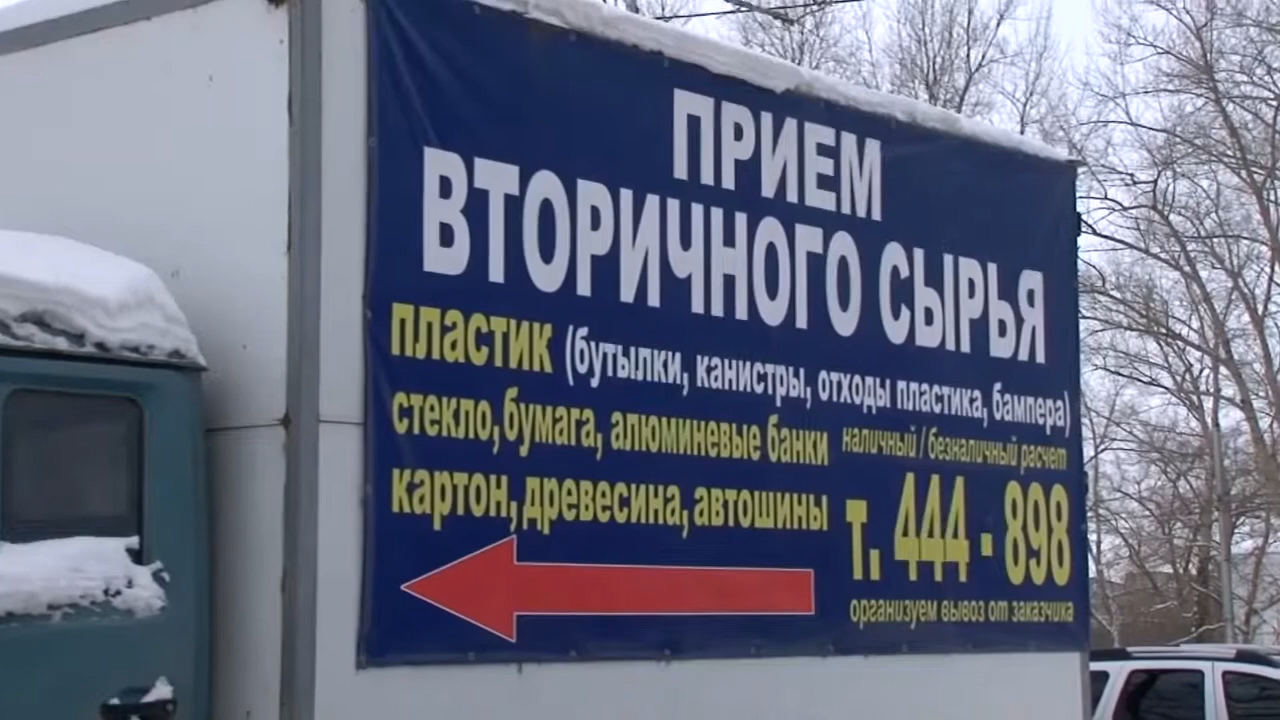 ПРИЕМ
ВТОРИЧНОГО СЫРЬЯ
пластик (бутылки, канистры, отходы пластика, бампера)
стекло, бумага, алюминевые банки
картон, древесина, автошины
наличный / безналичный расчет
т. 444-898
организуем вывоз от заказчика